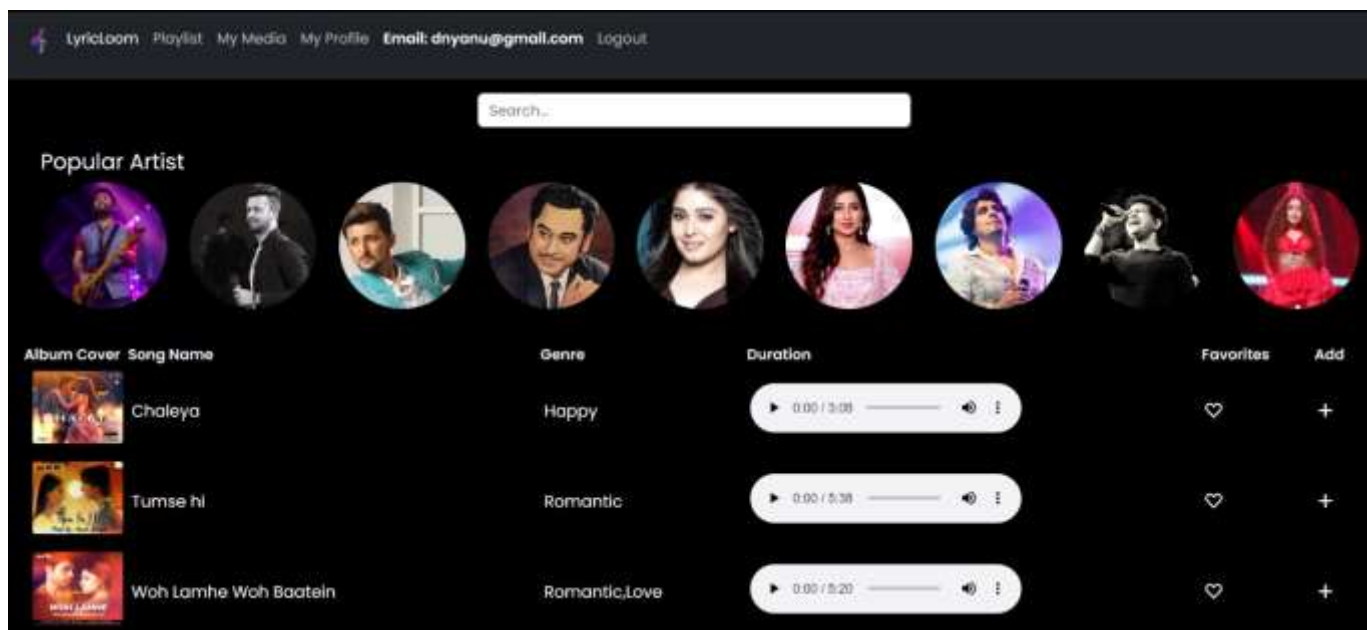 LyricLoom Playlist My Media My Profile Email: dnyanu@gmail.com Logout
Search...
Popular Artist
Album Cover Song Name Genre Duration Favorites Add
Chaleya Happy 0:00 / 3:08
Tumse hi Romantic 0:00 / 5:38
Woh Lamhe Woh Baatein Romantic,Love 0:00 / 5:20